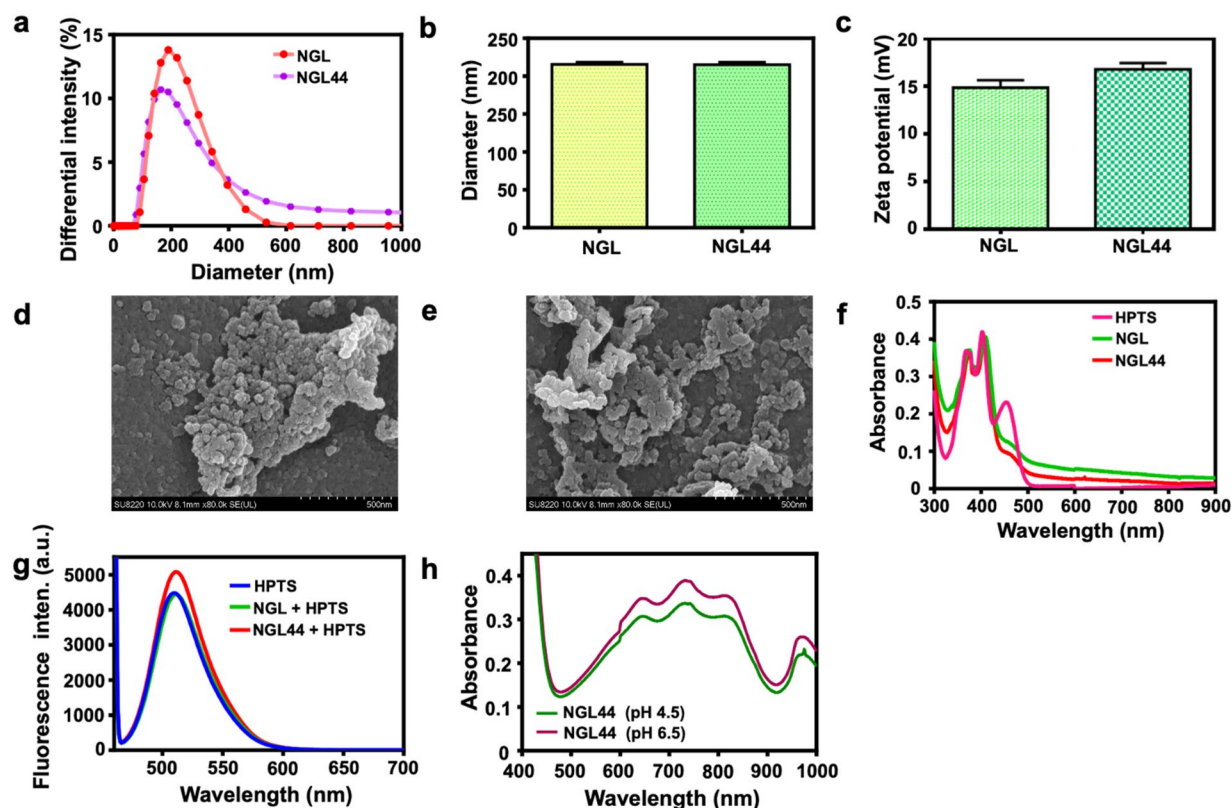 a
Differential intensity (%)
15
10
5
0
0 200 400 600 800 1000
Diameter (nm)
NGL
NGL44
b
Diameter (nm)
250
200
250
100
50
0
NGL NGL44
c
Zeta potential (mV)
20
15
10
5
0
NGL NGL44
d
SU8220 10.0kV 8.1mm x80.0k SE(UL)
500nm
e
SU8220 10.0kV 8.1mm x80.0k SE(UL)
500nm
f
Absorbance
0.5
0.4
0.3
0.2
0.1
0
300 400 500 600 700 800 900
Wavelength (nm)
HPTS
NGL
NGL44
g
Fluorescence inten. (a.u.)
5000
4000
3000
2000
1000
0
500 550 600 650 700
Wavelength (nm)
HPTS
NGL + HPTS
NGL44 + HPTS
h
Absorbance
0.4
0.3
0.2
0.1
400 500 600 700 800 900 1000
Wavelength (nm)
NGL44 (pH 4.5)
NGL44 (pH 6.5)